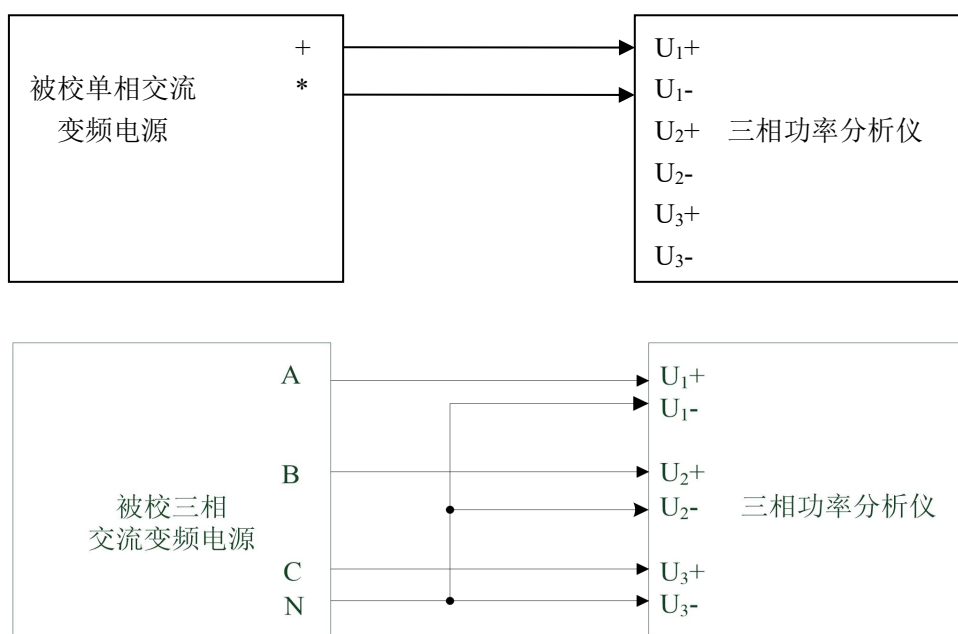 +
U₁+
被校单相交流
*
U₁-
变频电源
U₂+
三相功率分析仪
U₂-
U₃+
U₃-
A
U₁+
U₁-
B
U₂+
被校三相
交流变频电源
U₂-
三相功率分析仪
C
U₃+
N
U₃-